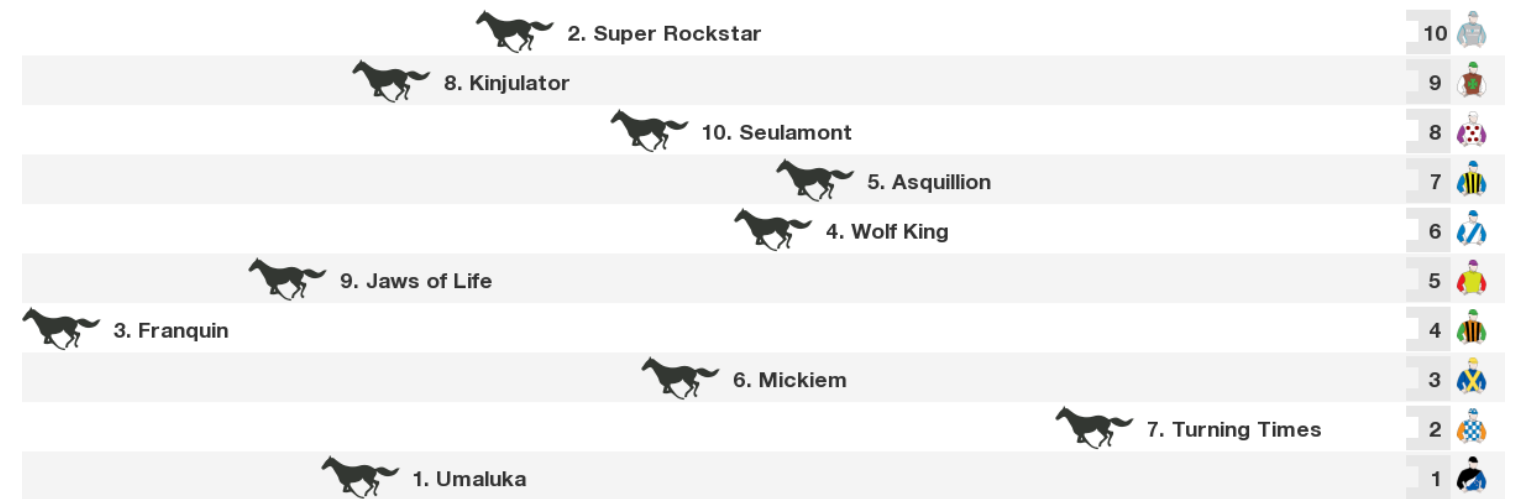 2. Super Rockstar 10
8. Kinjulator 9
10. Seulamont 8
5. Asquillion 7
4. Wolf King 6
9. Jaws of Life 5
3. Franquin 4
6. Mickiem 3
7. Turning Times 2
1. Umaluka 1